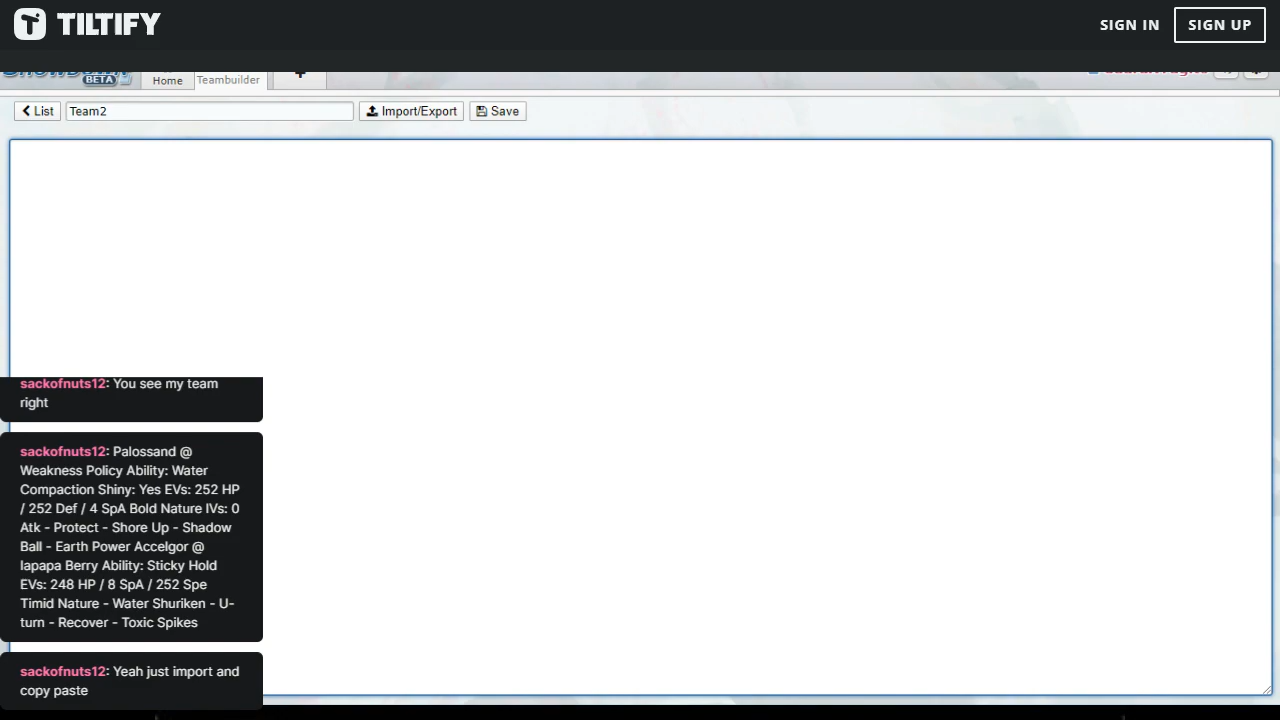 TILTIFY
SIGN IN
SIGN UP
BETA
Home
Teambuilder
List
Team2
Import/Export
Save
sackofnuts12: You see my team
right
sackofnuts12: Palossand @
Weakness Policy Ability: Water
Compaction Shiny: Yes EVs: 252 HP
/ 252 Def / 4 SpA Bold Nature IVs: 0
Atk - Protect - Shore Up - Shadow
Ball - Earth Power Accelgor @
Iapapa Berry Ability: Sticky Hold
EVs: 248 HP / 8 SpA / 252 Spe
Timid Nature - Water Shuriken - U-
turn - Recover - Toxic Spikes
sackofnuts12: Yeah just import and
copy paste